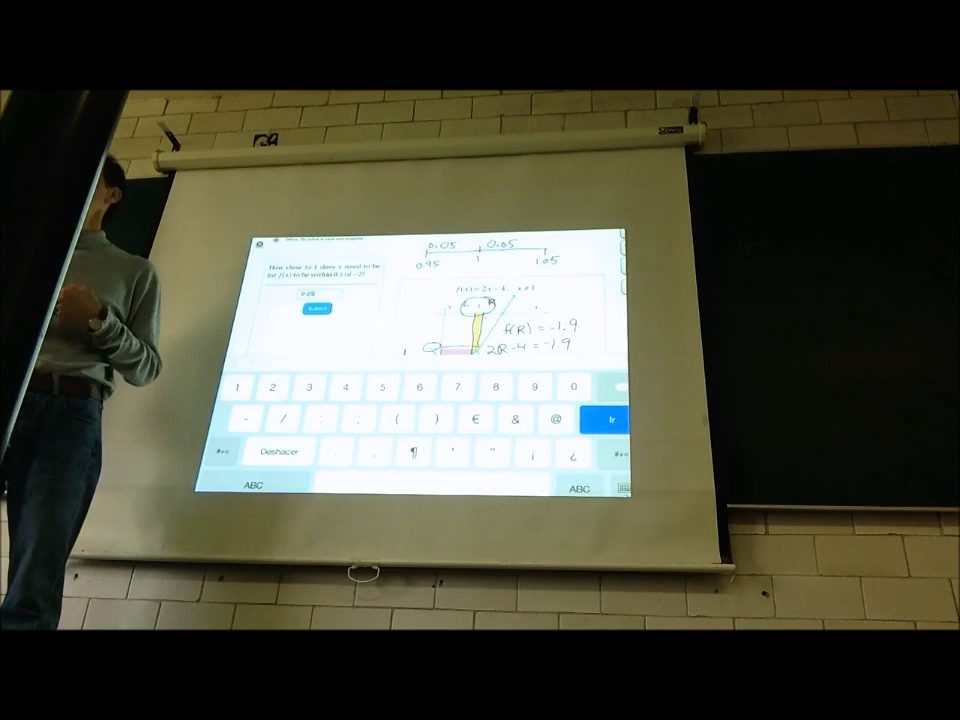 0.05 0.05
0.95 1 1.05
How close to 1 does x need to be
for f(x) to be within 0.1 of −2?
0.05
Submit
f(x) = 2x − 4, x ≠ 1
L R
f(R) = -1.9
2R - 4 = -1.9
1 2 3 4 5 6 7 8 9 0
- / : ; ( ) € & @ Ir
#+= Deshacer . , ¶ ' " ¡ ¿ #+=
ABC ABC